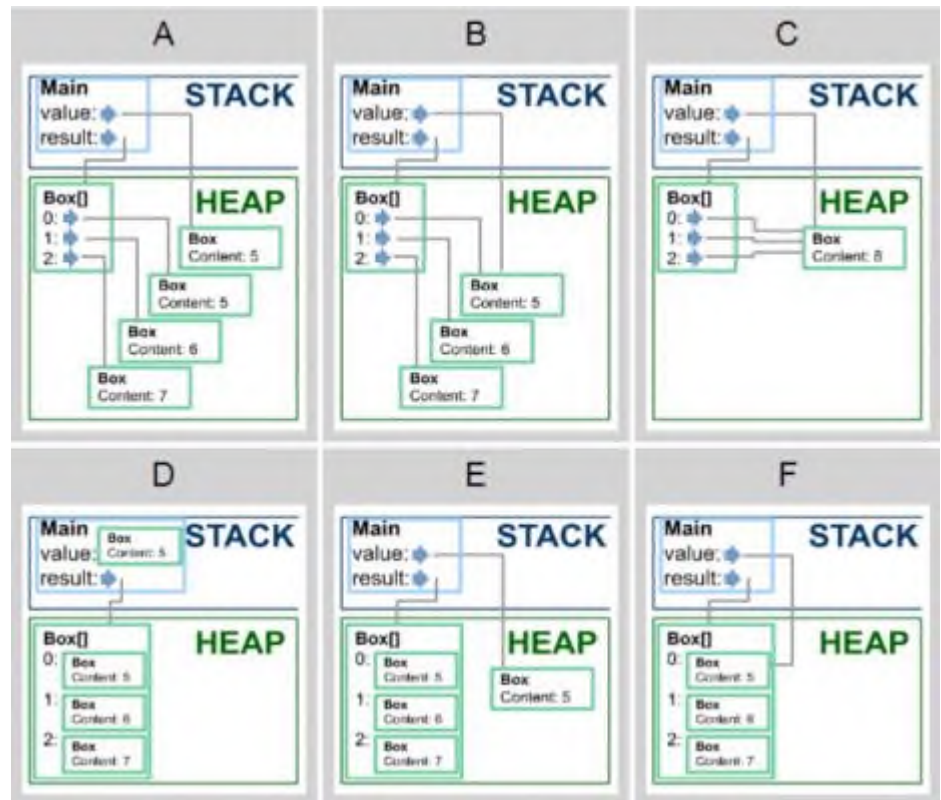 A
Main
STACK
value:
result:
Box[]
HEAP
0:
1:
2:
Box
Content: 5
Box
Content: 5
Box
Content: 6
Box
Content: 7
B
Main
STACK
value:
result:
Box[]
HEAP
0:
1:
2:
Box
Content: 5
Box
Content: 6
Box
Content: 7
C
Main
STACK
value:
result:
Box[]
HEAP
0:
1:
2:
Box
Content: 8
D
Main
STACK
Box
value:
Content: 5
result:
Box[]
HEAP
0:
Box
Content: 5
1:
Box
Content: 6
2:
Box
Content: 7
E
Main
STACK
value:
result:
Box[]
HEAP
0:
Box
Content: 5
Box
Content: 5
1:
Box
Content: 6
2:
Box
Content: 7
F
Main
STACK
value:
result:
Box[]
HEAP
0:
Box
Content: 5
1:
Box
Content: 6
2:
Box
Content: 7